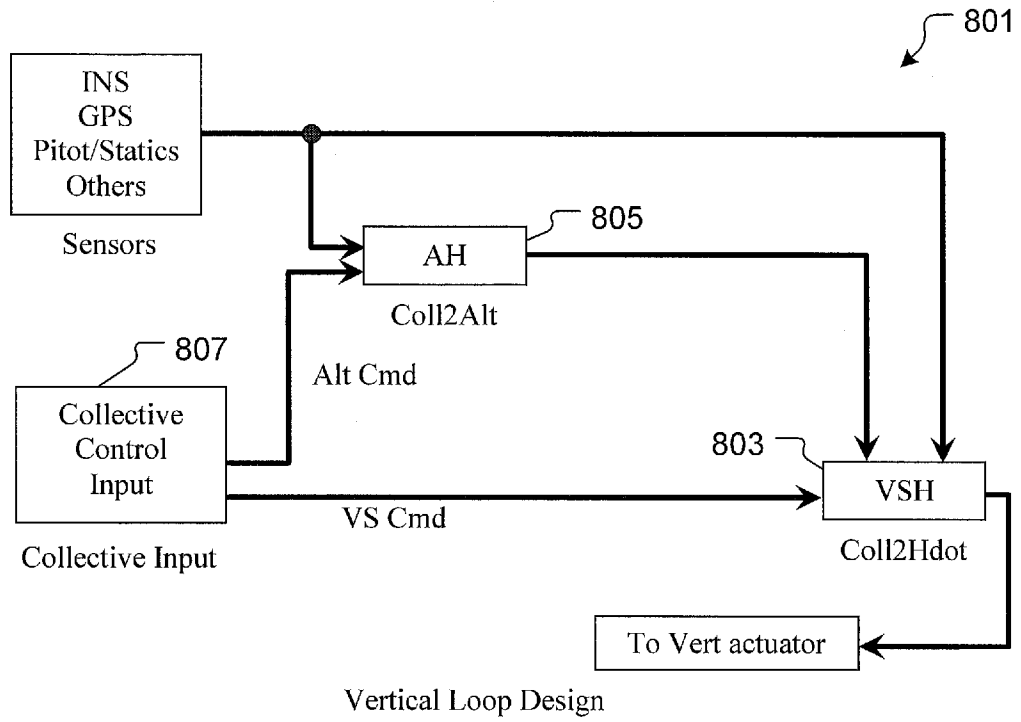 801
INS
GPS
Pitot/Statics
Others
Sensors
805
AH
Coll2Alt
807
Alt Cmd
Collective
Control
Input
803
VSH
VS Cmd
Collective Input
Coll2Hdot
To Vert actuator
Vertical Loop Design